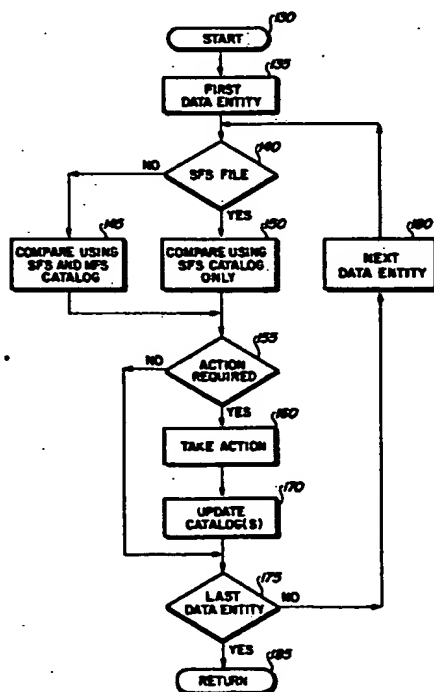 130
START
135
FIRST
DATA ENTITY
140
SFS FILE
NO
YES
145
COMPARE USING
SFS AND MFS
CATALOG
150
COMPARE USING
SFS CATALOG
ONLY
180
NEXT
DATA ENTITY
155
ACTION
REQUIRED
NO
YES
160
TAKE ACTION
170
UPDATE
CATALOG(S)
175
LAST
DATA ENTITY
NO
YES
185
RETURN